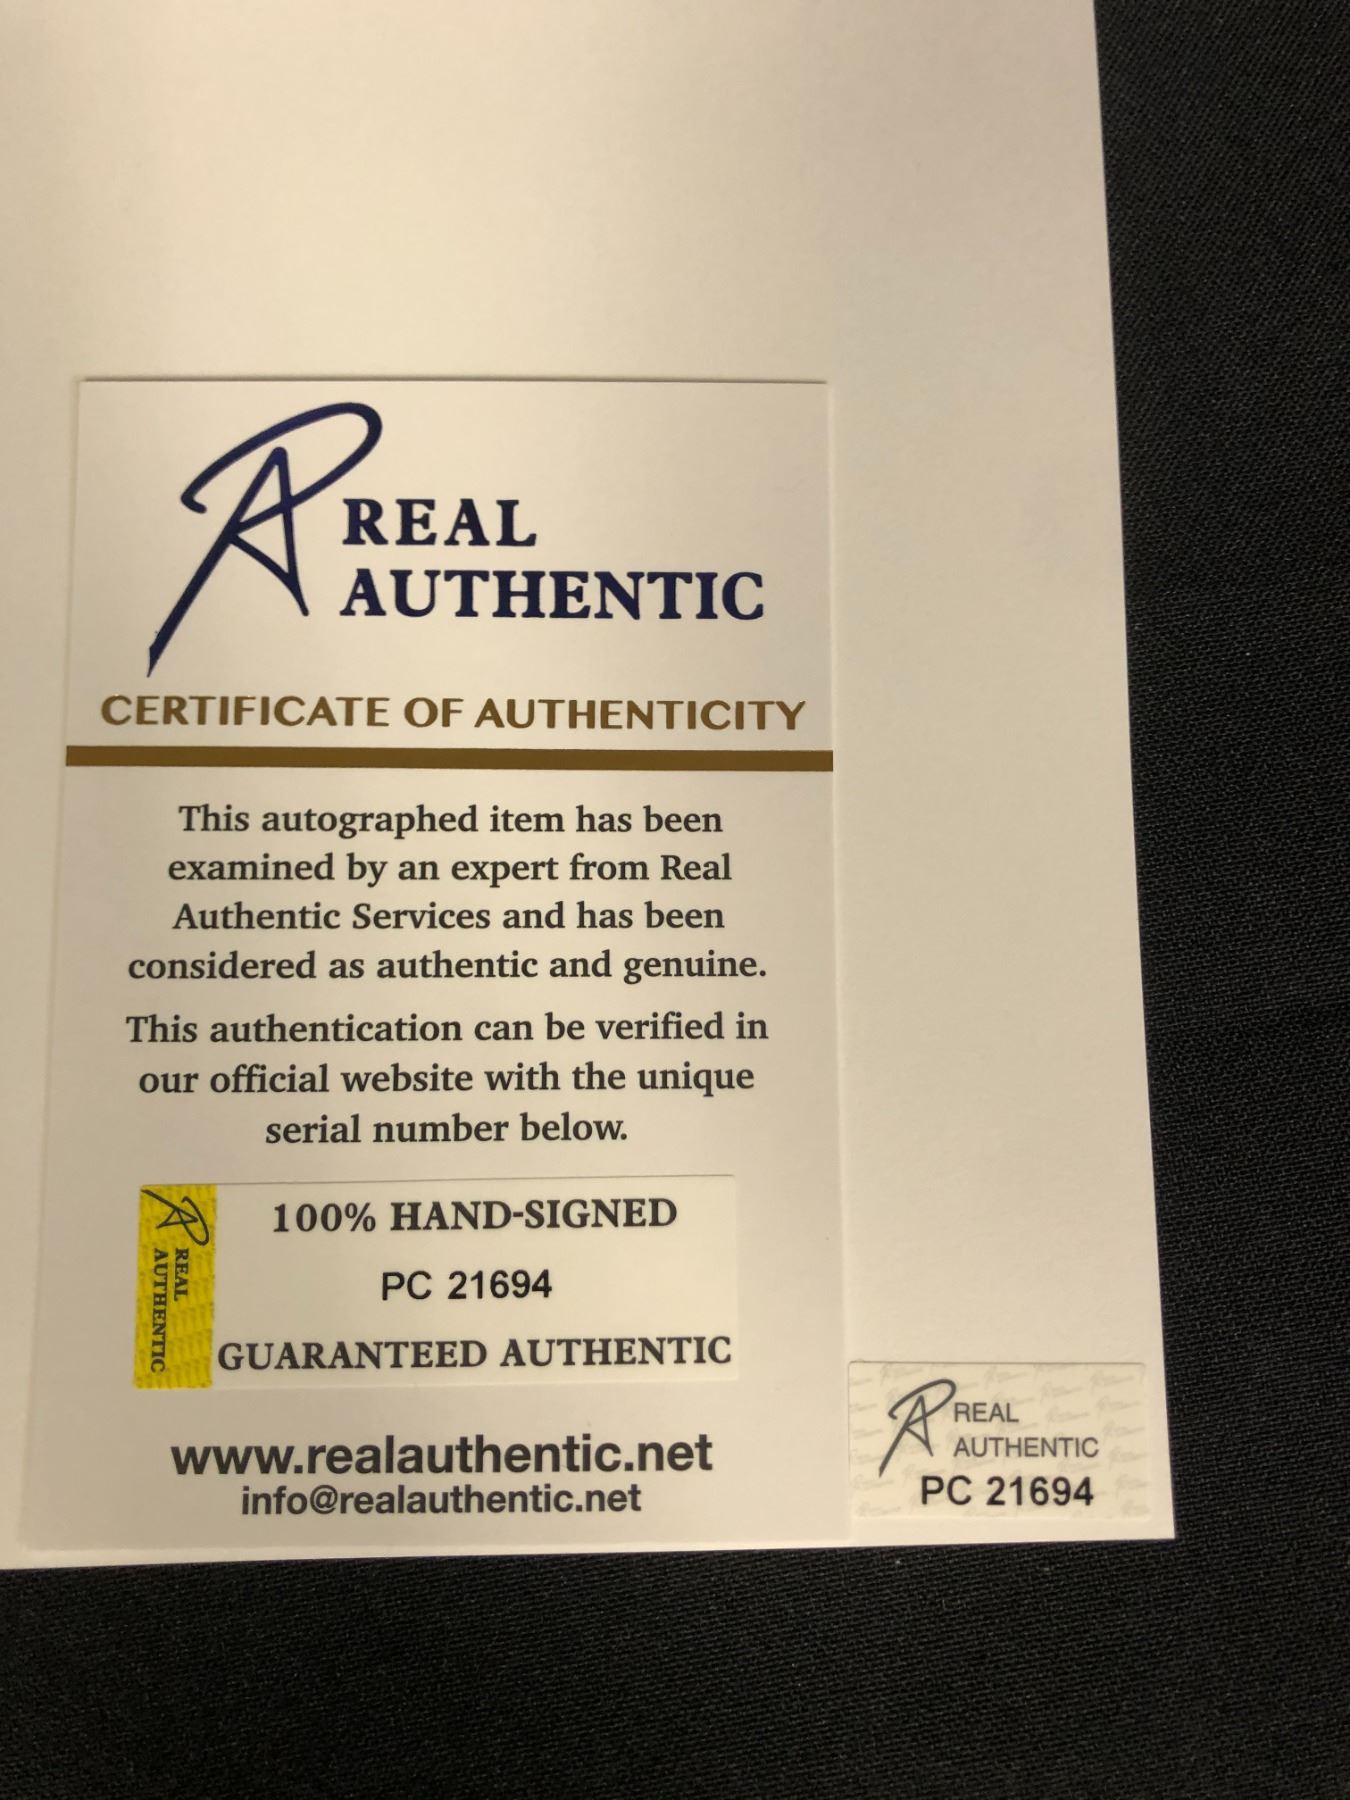 REAL
AUTHENTIC
CERTIFICATE OF AUTHENTICITY
This autographed item has been
examined by an expert from Real
Authentic Services and has been
considered as authentic and genuine.
This authentication can be verified in
our official website with the unique
serial number below.
REAL
AUTHENTIC
100% HAND-SIGNED
PC 21694
GUARANTEED AUTHENTIC
www.realauthentic.net
info@realauthentic.net
REAL
AUTHENTIC
PC 21694